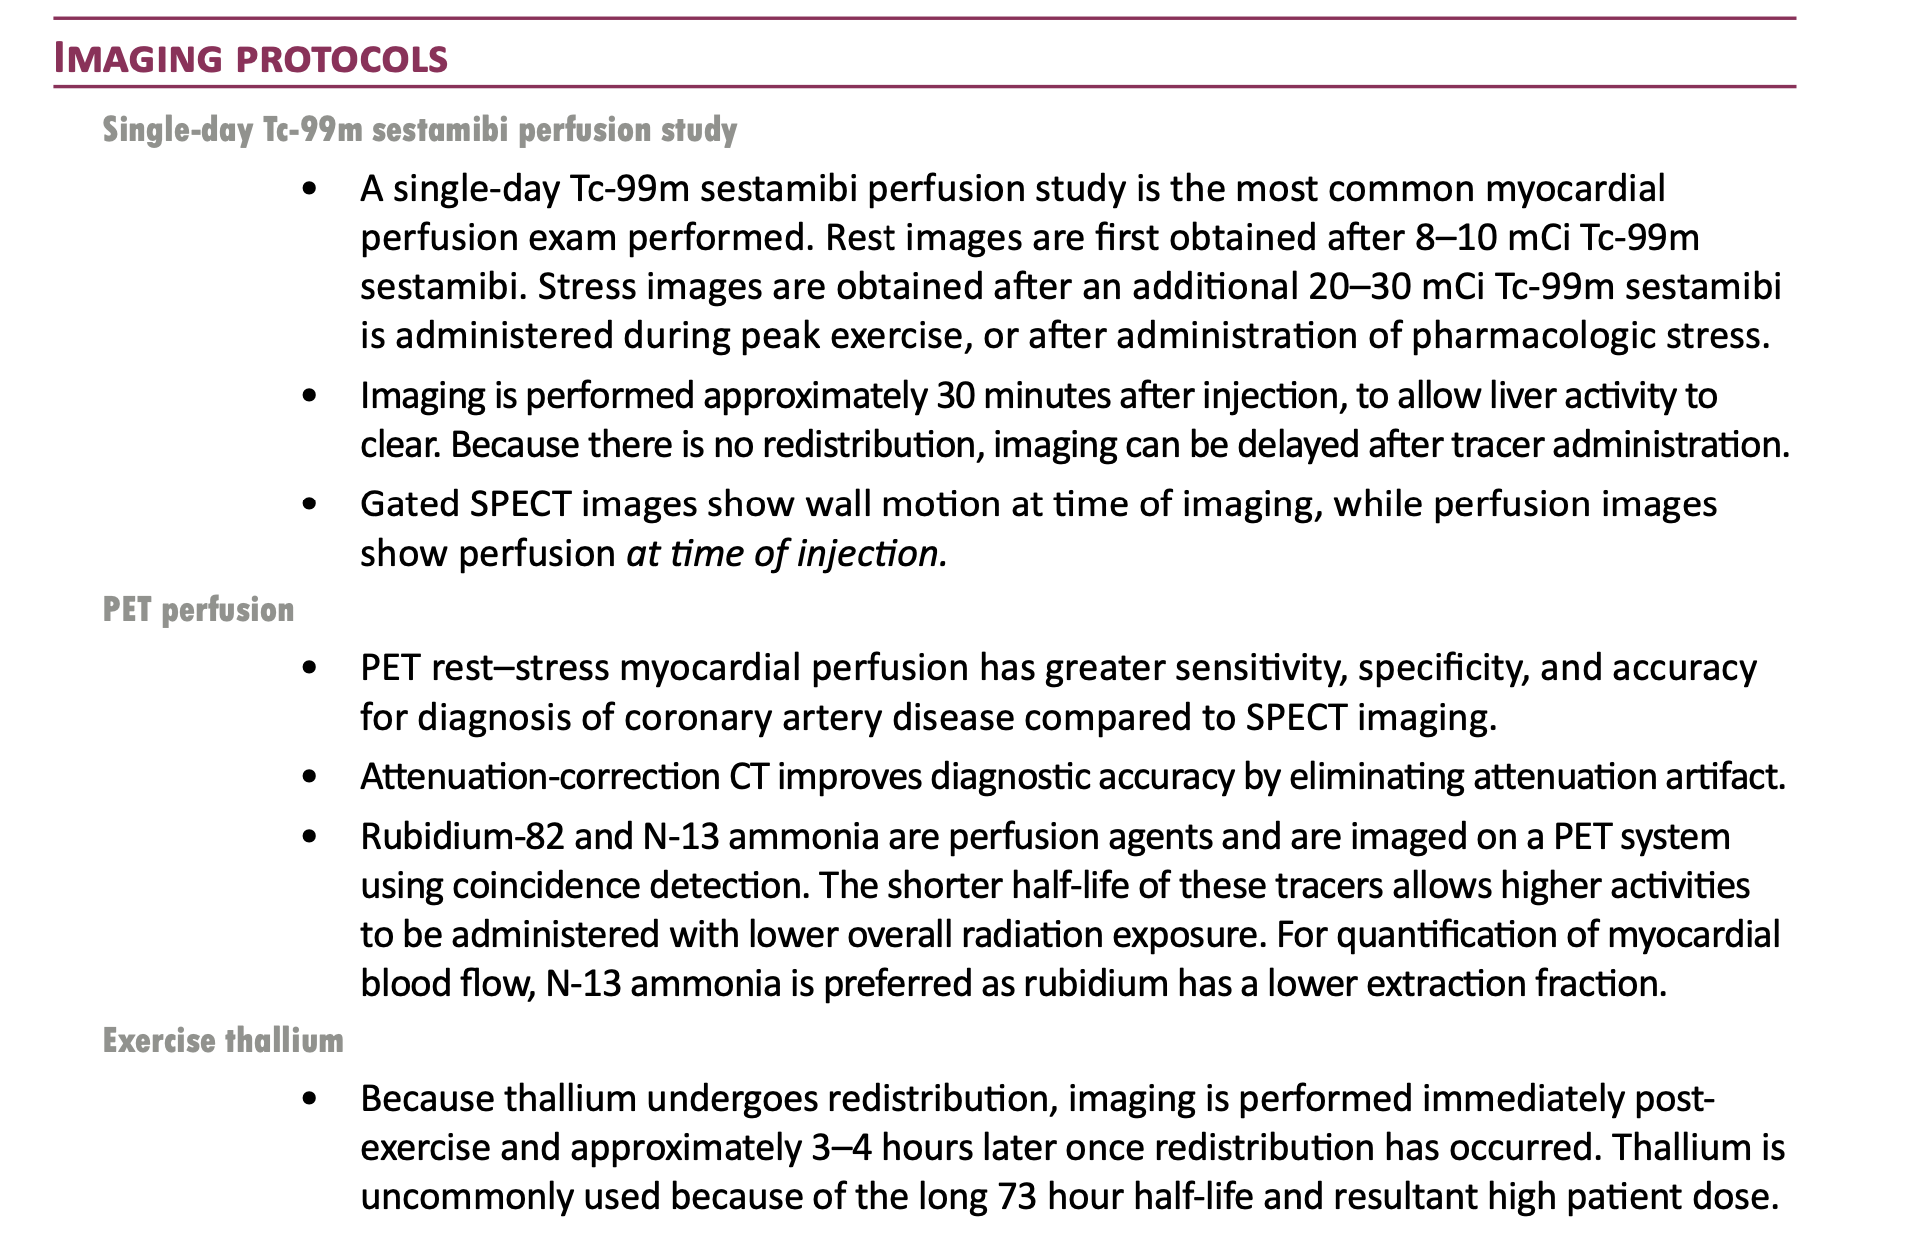 IMAGING PROTOCOLS
Single-day Tc-99m sestamibi perfusion study
• A single-day Tc-99m sestamibi perfusion study is the most common myocardial
perfusion exam performed. Rest images are first obtained after 8–10 mCi Tc-99m
sestamibi. Stress images are obtained after an additional 20–30 mCi Tc-99m sestamibi
is administered during peak exercise, or after administration of pharmacologic stress.
• Imaging is performed approximately 30 minutes after injection, to allow liver activity to
clear. Because there is no redistribution, imaging can be delayed after tracer administration.
• Gated SPECT images show wall motion at time of imaging, while perfusion images
show perfusion at time of injection.
PET perfusion
• PET rest–stress myocardial perfusion has greater sensitivity, specificity, and accuracy
for diagnosis of coronary artery disease compared to SPECT imaging.
• Attenuation-correction CT improves diagnostic accuracy by eliminating attenuation artifact.
• Rubidium-82 and N-13 ammonia are perfusion agents and are imaged on a PET system
using coincidence detection. The shorter half-life of these tracers allows higher activities
to be administered with lower overall radiation exposure. For quantification of myocardial
blood flow, N-13 ammonia is preferred as rubidium has a lower extraction fraction.
Exercise thallium
• Because thallium undergoes redistribution, imaging is performed immediately post-
exercise and approximately 3–4 hours later once redistribution has occurred. Thallium is
uncommonly used because of the long 73 hour half-life and resultant high patient dose.